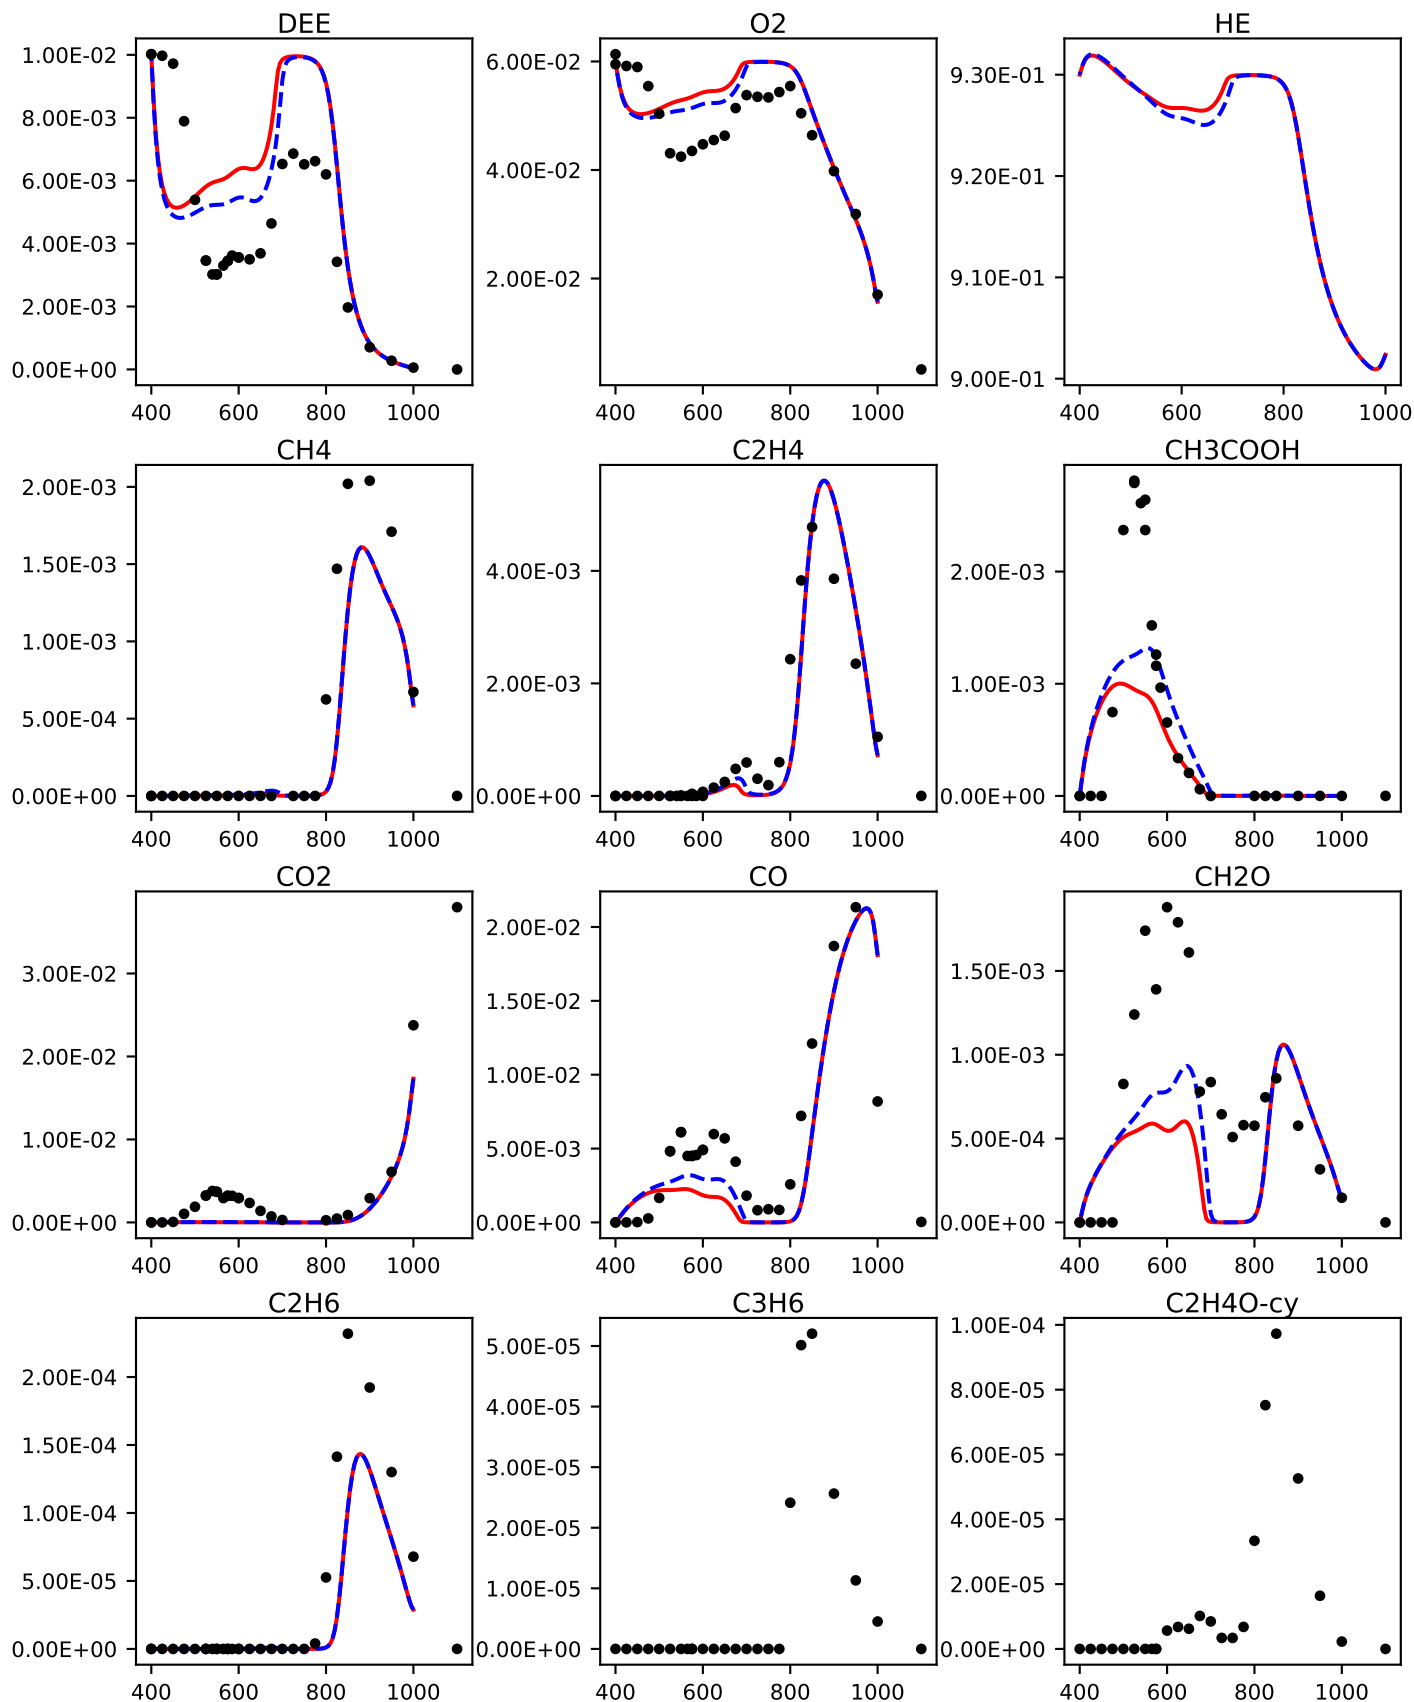 DEE
O2
HE
1.00E-02
8.00E-03
6.00E-03
4.00E-03
2.00E-03
0.00E+00
400 600 800 1000
6.00E-02
4.00E-02
2.00E-02
400 600 800 1000
9.30E-01
9.20E-01
9.10E-01
9.00E-01
400 600 800 1000
CH4
C2H4
CH3COOH
2.00E-03
1.50E-03
1.00E-03
5.00E-04
0.00E+00
400 600 800 1000
4.00E-03
2.00E-03
0.00E+00
400 600 800 1000
2.00E-03
1.00E-03
0.00E+00
400 600 800 1000
CO2
CO
CH2O
3.00E-02
2.00E-02
1.00E-02
0.00E+00
400 600 800 1000
2.00E-02
1.50E-02
1.00E-02
5.00E-03
0.00E+00
400 600 800 1000
1.50E-03
1.00E-03
5.00E-04
0.00E+00
400 600 800 1000
C2H6
C3H6
C2H4O-cy
2.00E-04
1.50E-04
1.00E-04
5.00E-05
0.00E+00
400 600 800 1000
5.00E-05
4.00E-05
3.00E-05
2.00E-05
1.00E-05
0.00E+00
400 600 800 1000
1.00E-04
8.00E-05
6.00E-05
4.00E-05
2.00E-05
0.00E+00
400 600 800 1000